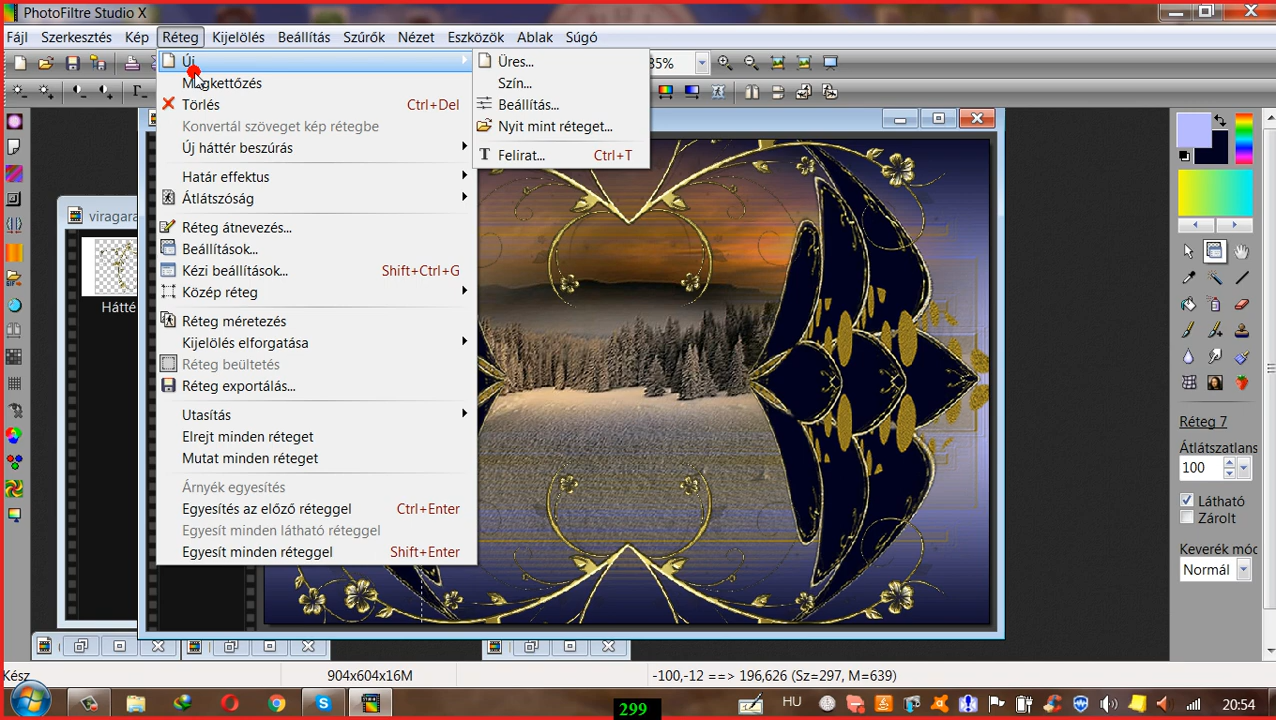 PhotoFiltre Studio X
Fájl Szerkesztés Kép Réteg Kijelölés Beállítás Szűrők Nézet Eszközök Ablak Súgó
Új
Megkettőzés
Törlés Ctrl+Del
Konvertál szöveget kép rétegbe
Új háttér beszúrás
Határ effektus
Átlátszóság
Réteg átnevezés...
Beállítások...
Kézi beállítások... Shift+Ctrl+G
Közép réteg
Réteg méretezés
Kijelölés elforgatása
Réteg beültetés
Réteg exportálás...
Utasítás
Elrejt minden réteget
Mutat minden réteget
Árnyék egyesítés
Egyesítés az előző réteggel Ctrl+Enter
Egyesít minden látható réteggel
Egyesít minden réteggel Shift+Enter
Üres...
Szín...
Beállítás...
Nyit mint réteget...
Felirat... Ctrl+T
35%
viragara
Hátté
Réteg 7
Átlátszatlans
100
Látható
Zárolt
Keverék móc
Normál
Kész 904x604x16M -100,-12 ==> 196,626 (Sz=297, M=639)
299
HU
20:54